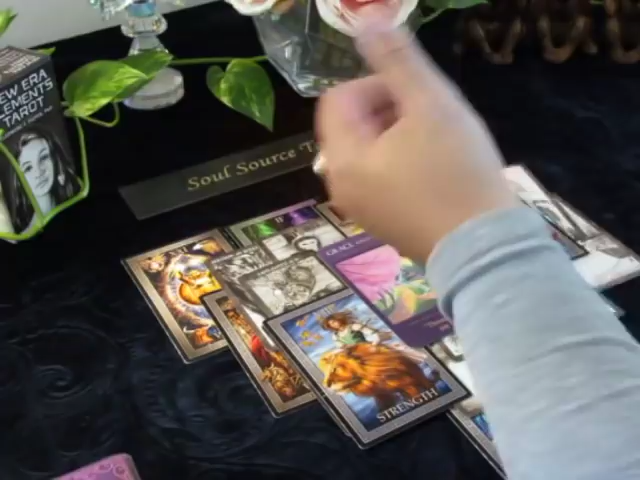 EW ERA
LEMENTS
TAROT
Soul Source T
GRACE
STRENGTH